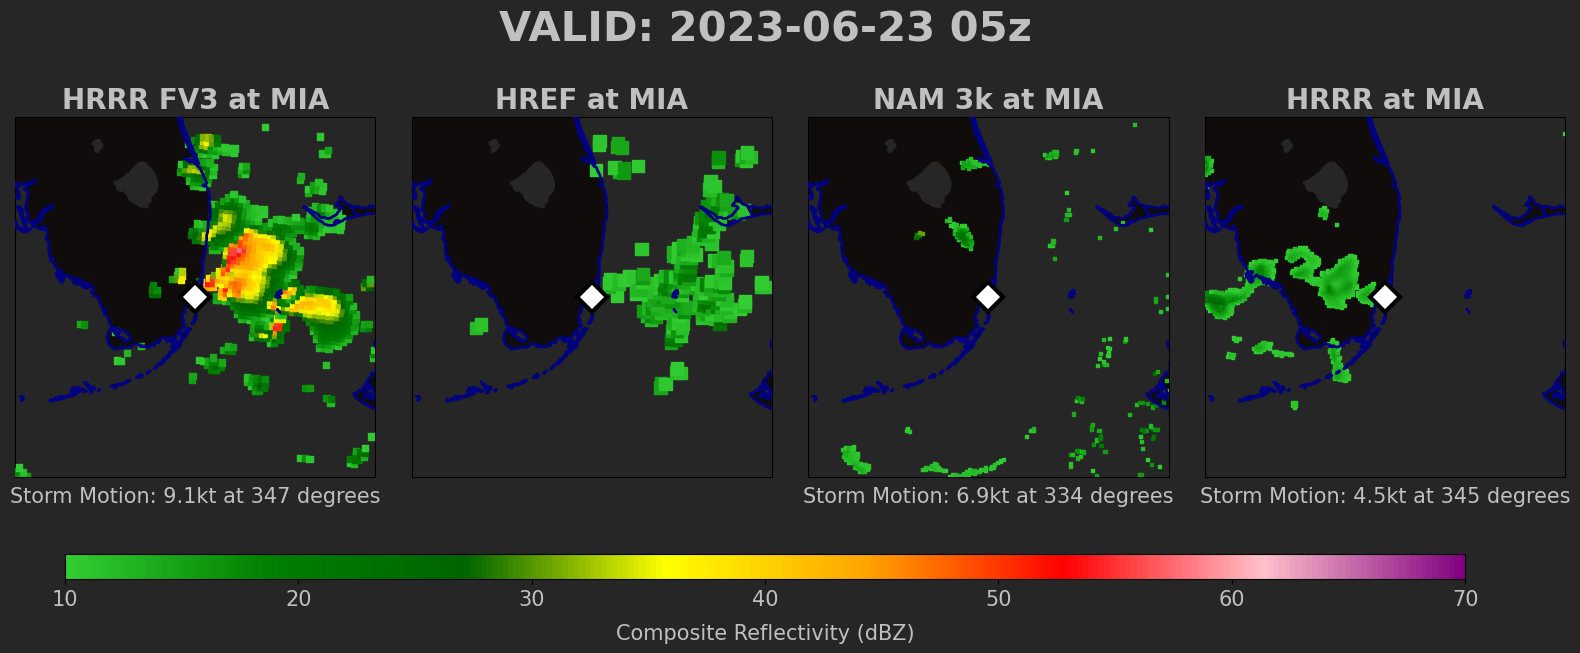 VALID: 2023-06-23 05z
HRRR FV3 at MIA
HREF at MIA
NAM 3k at MIA
HRRR at MIA
Storm Motion: 9.1kt at 347 degrees
Storm Motion: 6.9kt at 334 degrees
Storm Motion: 4.5kt at 345 degrees
10 20 30 40 50 60 70
Composite Reflectivity (dBZ)